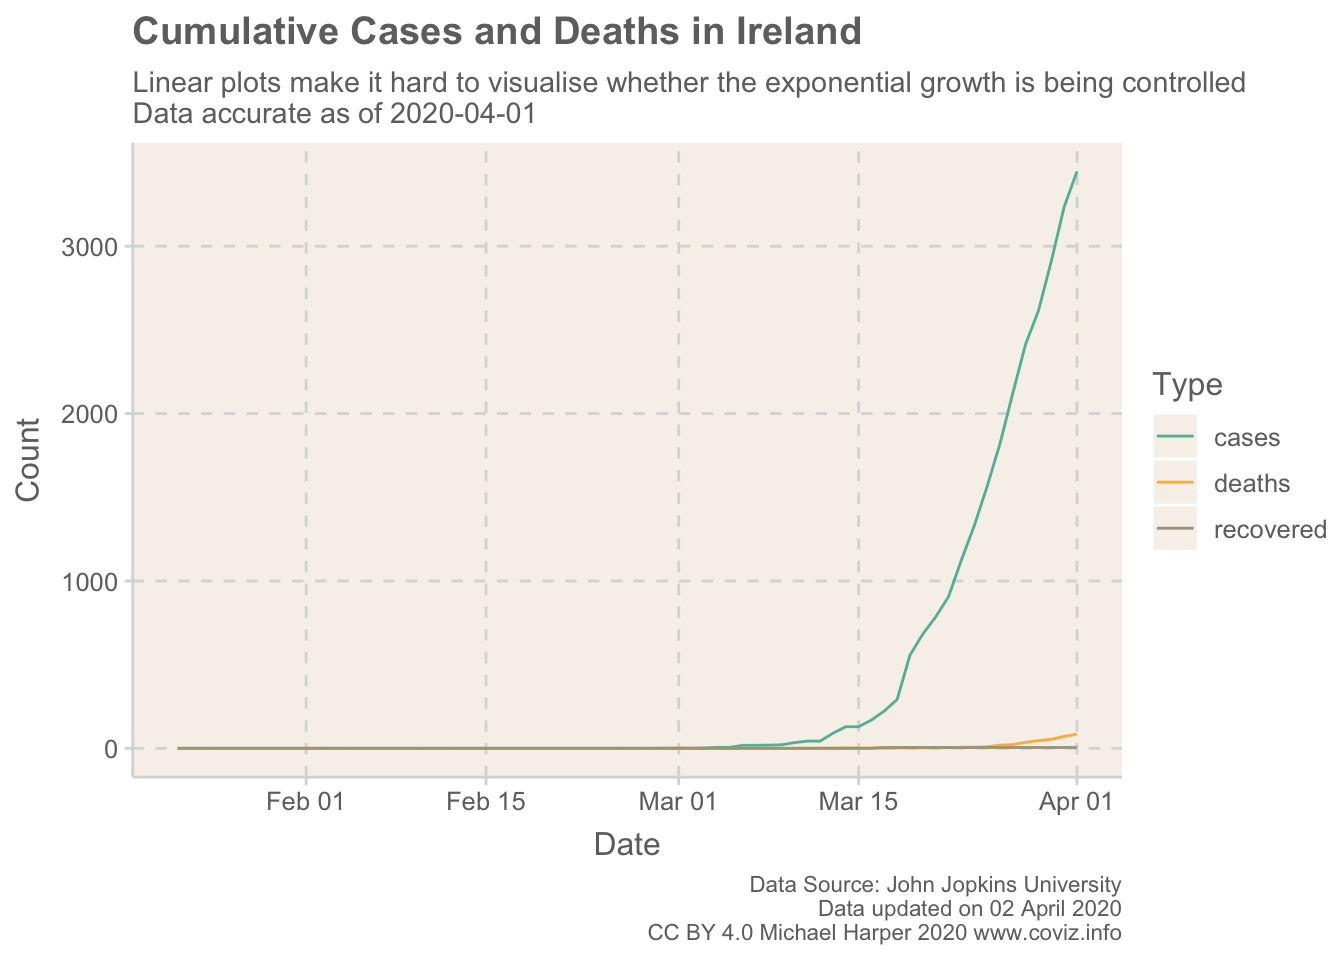 Cumulative Cases and Deaths in Ireland
Linear plots make it hard to visualise whether the exponential growth is being controlled
Data accurate as of 2020-04-01
3000
2000
1000
0
Count
Feb 01
Feb 15
Mar 01
Mar 15
Apr 01
Date
Type
cases
deaths
recovered
Data Source: John Jopkins University
Data updated on 02 April 2020
CC BY 4.0 Michael Harper 2020 www.coviz.info